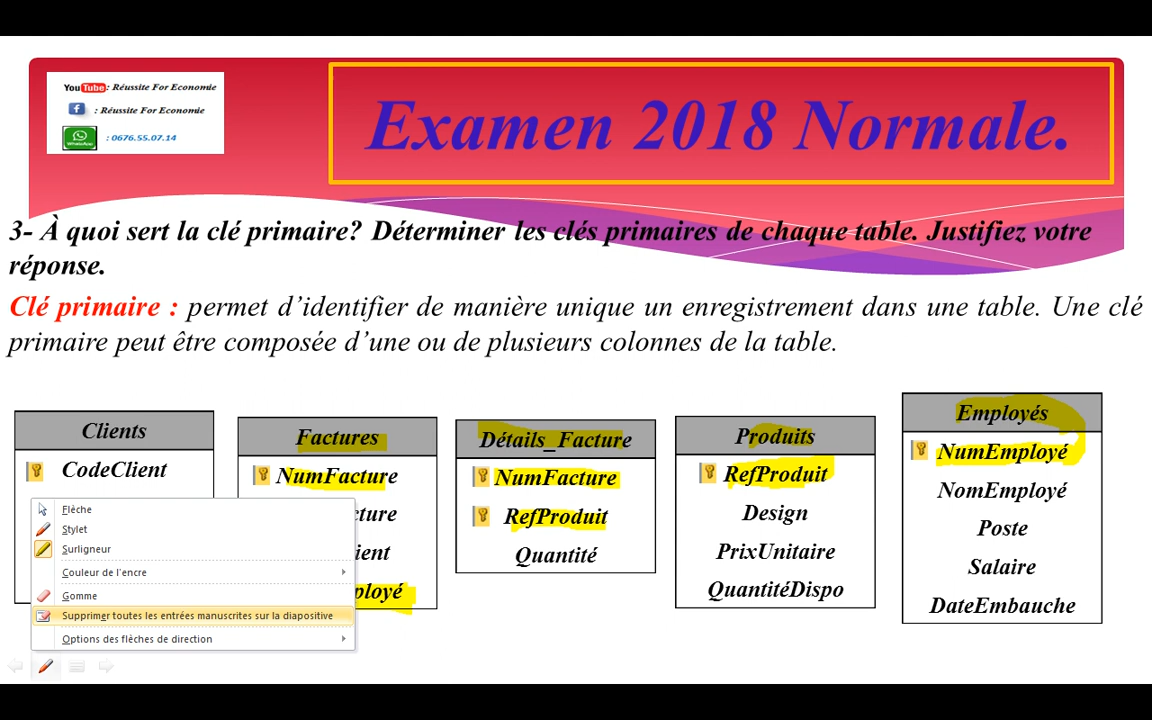 YouTube : Réussite For Economie
: Réussite For Economie
WhatsApp : 0676.55.07.14
Examen 2018 Normale.
3- À quoi sert la clé primaire? Déterminer les clés primaires de chaque table. Justifiez votre
réponse.
Clé primaire : permet d’identifier de manière unique un enregistrement dans une table. Une clé
primaire peut être composée d’une ou de plusieurs colonnes de la table.
Clients
CodeClient
Factures
NumFacture
cture
ient
ployé
Détails_Facture
NumFacture
RefProduit
Quantité
Produits
RefProduit
Design
PrixUnitaire
QuantitéDispo
Employés
NumEmployé
NomEmployé
Poste
Salaire
DateEmbauche
Flèche
Stylet
Surligneur
Couleur de l'encre
Gomme
Supprimer toutes les entrées manuscrites sur la diapositive
Options des flèches de direction